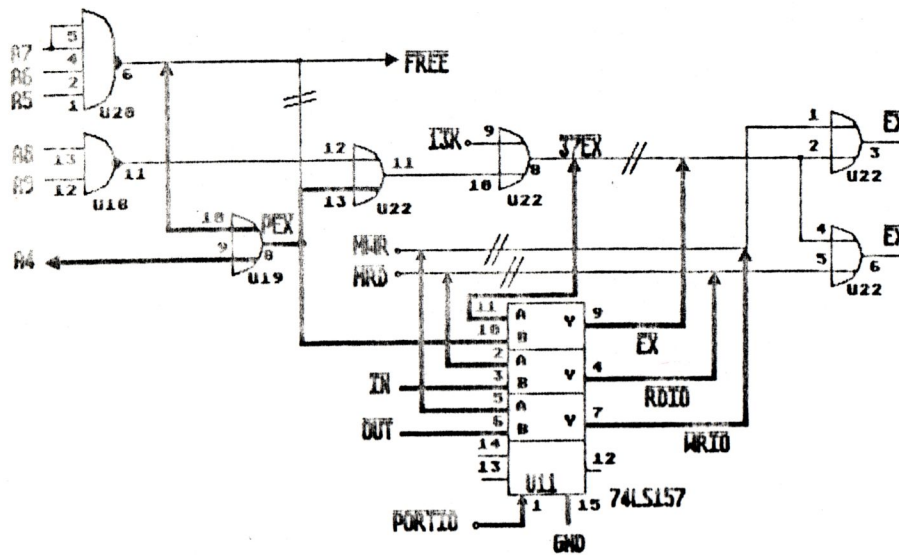 A7
5
4
A6
2
A5
1
6
U20
FREE
A8
13
A9
12
11
U18
12
13
11
U22
I3K
9
10
8
U22
37EX
1
2
3
U22
EX
10
9
8
U19
PEX
A4
4
5
6
U22
EX
MWR
MRD
11 A Y 9
10 B
EX
2 A Y 4
IN 3 B
RDIO
5 A Y 7
OUT 6 B
WRIO
14
13
12
U11
74LS157
PORTIO
1
15
GND